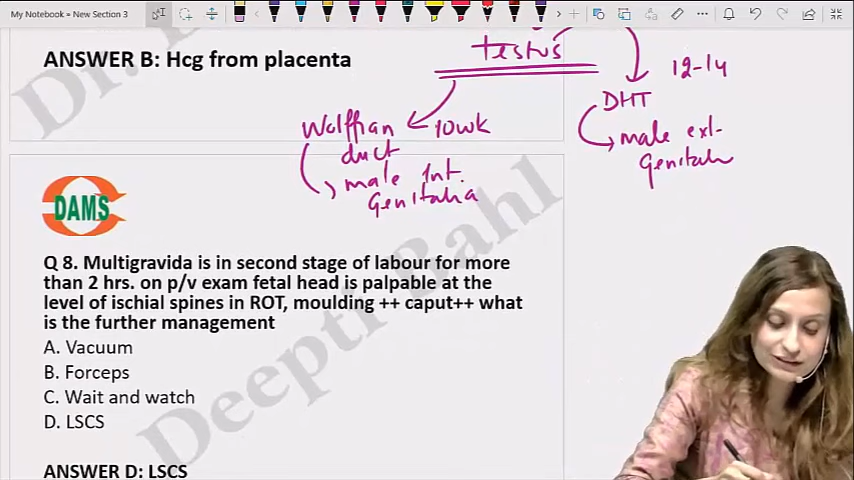 My Notebook = New Section 3
ANSWER B: Hcg from placenta
testus
12-14
DHT
Wolffian
10wk
duct
male ext-
Genitalia
male Int.
Genitalia
DAMS
Q 8. Multigravida is in second stage of labour for more
than 2 hrs. on p/v exam fetal head is palpable at the
level of ischial spines in ROT, moulding ++ caput++ what
is the further management
A. Vacuum
B. Forceps
C. Wait and watch
D. LSCS
ANSWER D: LSCS
Dr. Deepti Bahl